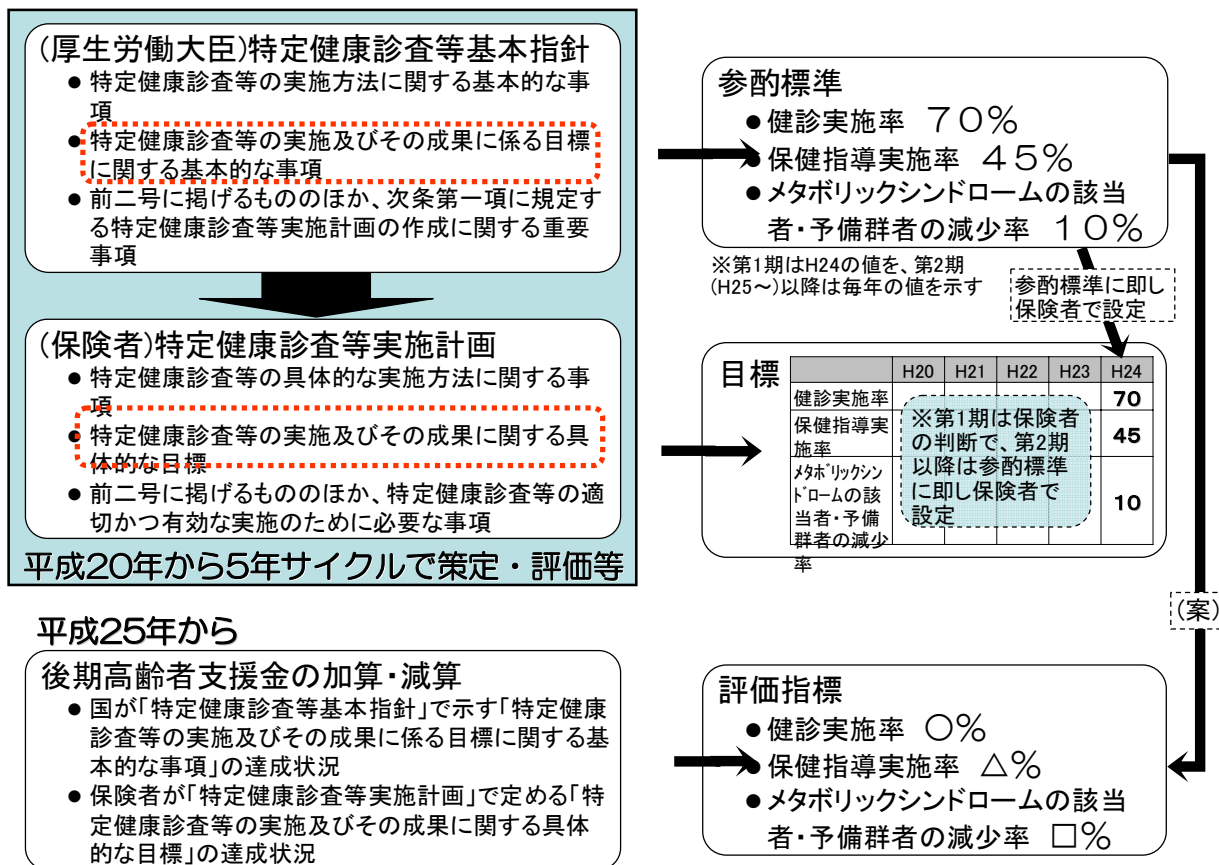 (厚生労働大臣)特定健康診査等基本指針
●特定健康診査等の実施方法に関する基本的な事
項
●特定健康診査等の実施及びその成果に係る目標
に関する基本的な事項
●前二号に掲げるもののほか、次条第一項に規定す
る特定健康診査等実施計画の作成に関する重要
事項
(保険者)特定健康診査等実施計画
●特定健康診査等の具体的な実施方法に関する事
項
●特定健康診査等の実施及びその成果に関する具
体的な目標
●前二号に掲げるもののほか、特定健康診査等の適
切かつ有効な実施のために必要な事項
平成20年から5年サイクルで策定・評価等
参酌標準
●健診実施率 70%
●保健指導実施率 45%
●メタボリックシンドロームの該当
者・予備群者の減少率 10%
※第1期はH24の値を、第2期
(H25～)以降は毎年の値を示す
参酌標準に即し
保険者で設定
目標
H20 H21 H22 H23 H24
健診実施率 70
保健指導実
施率 45
メタボリックシン
ドロームの該
当者・予備
群者の減少
率 10
※第1期は保険者
の判断で、第2期
以降は参酌標準
に即し保険者で
設定
(案)
平成25年から
後期高齢者支援金の加算・減算
●国が「特定健康診査等基本指針」で示す「特定健康
診査等の実施及びその成果に係る目標に関する基
本的な事項」の達成状況
●保険者が「特定健康診査等実施計画」で定める「特
定健康診査等の実施及びその成果に関する具体
的な目標」の達成状況
評価指標
●健診実施率 ○%
●保健指導実施率 △%
●メタボリックシンドロームの該当
者・予備群者の減少率 □%